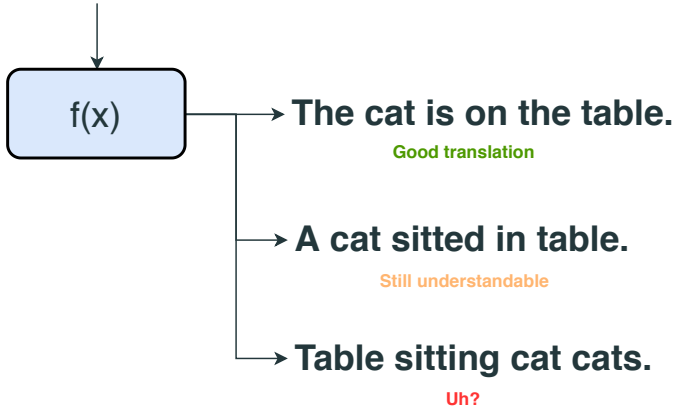 f(x)
The cat is on the table.
Good translation
A cat sitted in table.
Still understandable
Table sitting cat cats.
Uh?